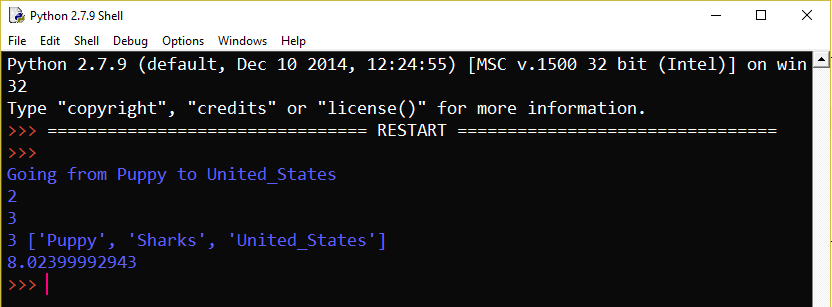 Python 2.7.9 Shell
File Edit Shell Debug Options Windows Help
Python 2.7.9 (default, Dec 10 2014, 12:24:55) [MSC v.1500 32 bit (Intel)] on win
32
Type "copyright", "credits" or "license()" for more information.
>>> ================================ RESTART ================================
>>>
Going from Puppy to United_States
2
3
3 ['Puppy', 'Sharks', 'United_States']
8.02399992943
>>>